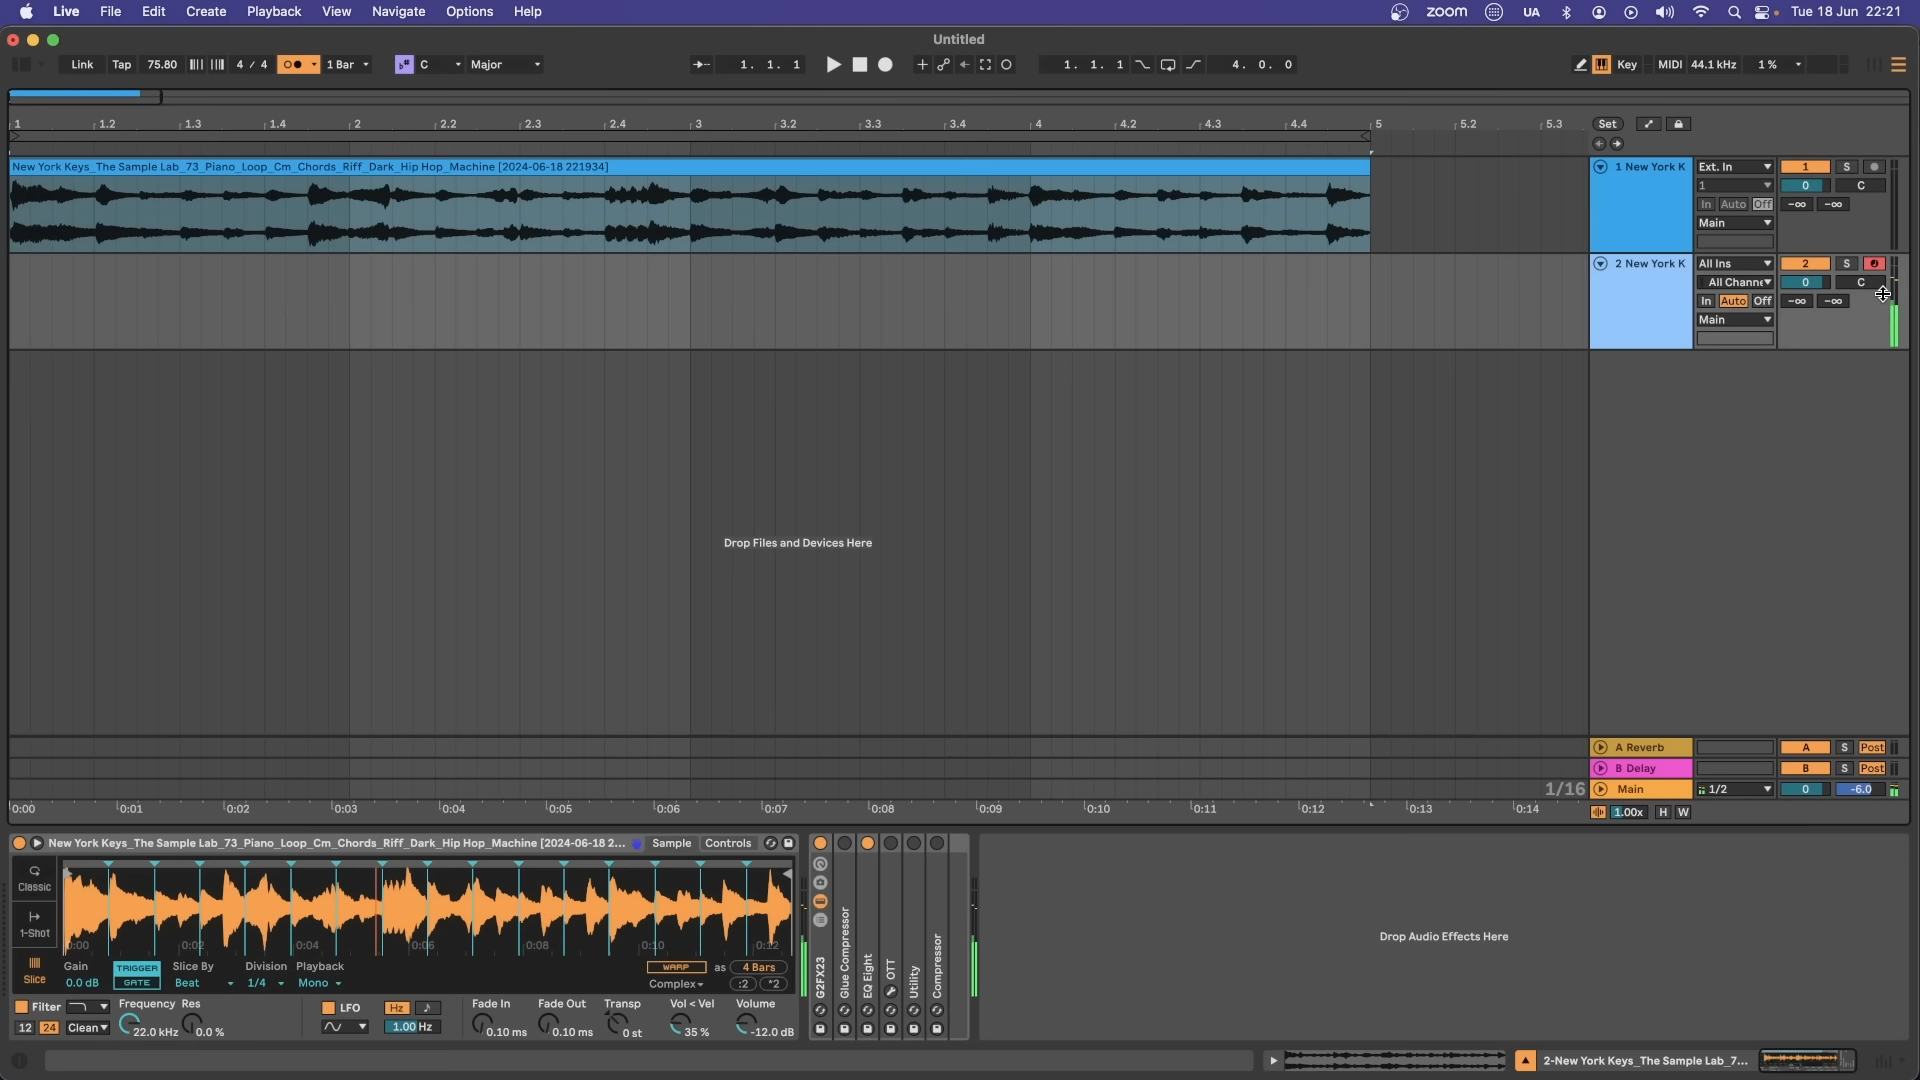 Live File Edit Create Playback View Navigate Options Help zoom UA Tue 18 Jun 22:21
Untitled
Link Tap 75.80 4 / 4 1 Bar C Major 1. 1. 1 1. 1. 1 4. 0. 0 Key MIDI 44.1 kHz 1 %
1 1.2 1.3 1.4 2 2.2 2.3 2.4 3 3.2 3.3 3.4 4 4.2 4.3 4.4 5 5.2 5.3 Set
New York Keys_The Sample Lab_73_Piano_Loop_Cm_Chords_Riff_Dark_Hip Hop_Machine [2024-06-18 221934] 1 New York K Ext. In 1 S
1 0 C
In Auto Off -∞ -∞
Main
2 New York K All Ins 2 S
All Channe 0 C
In Auto Off -∞ -∞
Main
Drop Files and Devices Here
A Reverb A S Post
B Delay B S Post
1/16 Main 1/2 0 -6.0
0:00 0:01 0:02 0:03 0:04 0:05 0:06 0:07 0:08 0:09 0:10 0:11 0:12 0:13 0:14 1.00x H W
New York Keys_The Sample Lab_73_Piano_Loop_Cm_Chords_Riff_Dark_Hip Hop_Machine [2024-06-18 2... Sample Controls
Classic
1-Shot
Slice
0:00 0:02 0:04 0:06 0:08 0:10 0:12
Gain TRIGGER Slice By Division Playback WARP as 4 Bars
0.0 dB GATE Beat 1/4 Mono Complex :2 *2
Filter Frequency Res LFO Hz Fade In Fade Out Transp Vol < Vel Volume
12 24 Clean 22.0 kHz 0.0 % 1.00 Hz 0.10 ms 0.10 ms 0 st 35 % -12.0 dB
G2FX23
Glue Compressor
EQ Eight
OTT
Utility
Compressor
Drop Audio Effects Here
2-New York Keys_The Sample Lab_7...